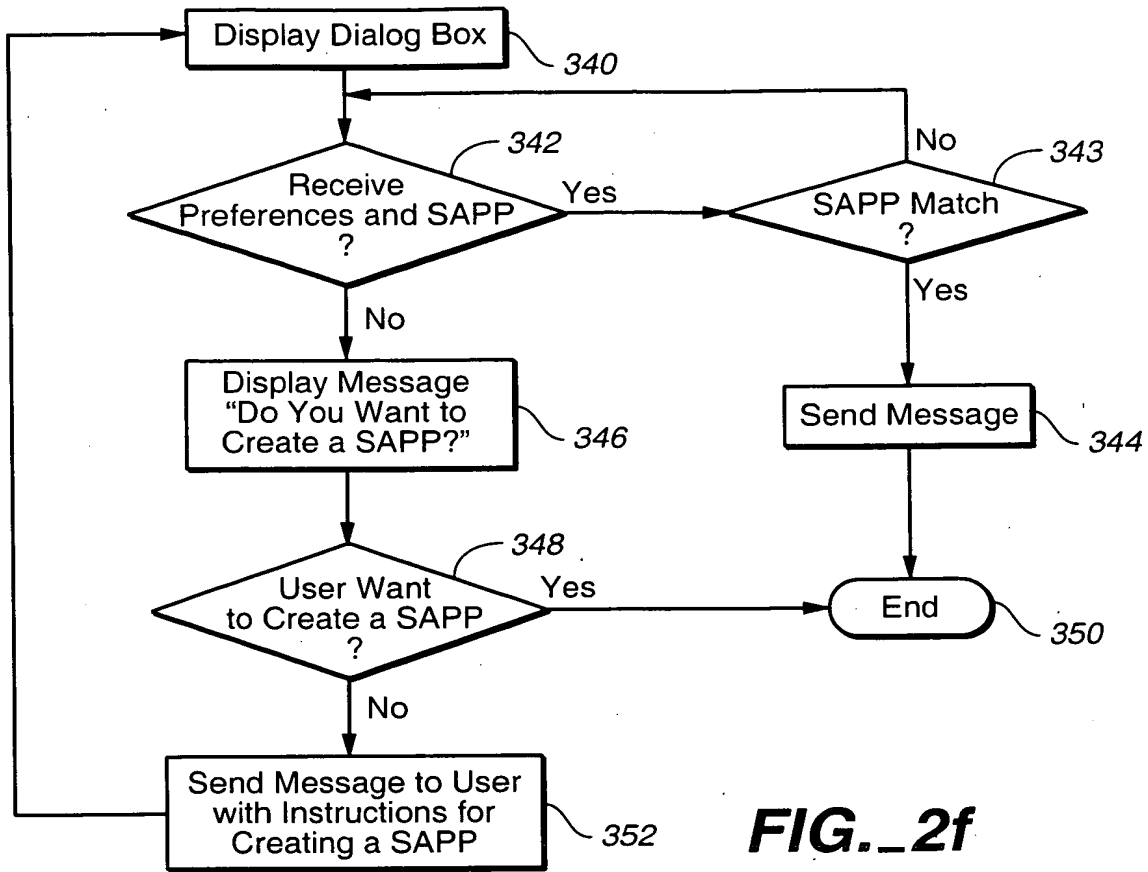 Display Dialog Box
340
342
Receive
Preferences and SAPP
?
Yes
No
343
SAPP Match
?
No
Yes
Display Message
“Do You Want to
Create a SAPP?”
346
Send Message
344
348
User Want
to Create a SAPP
?
Yes
End
350
No
Send Message to User
with Instructions for
Creating a SAPP
352
FIG._2f